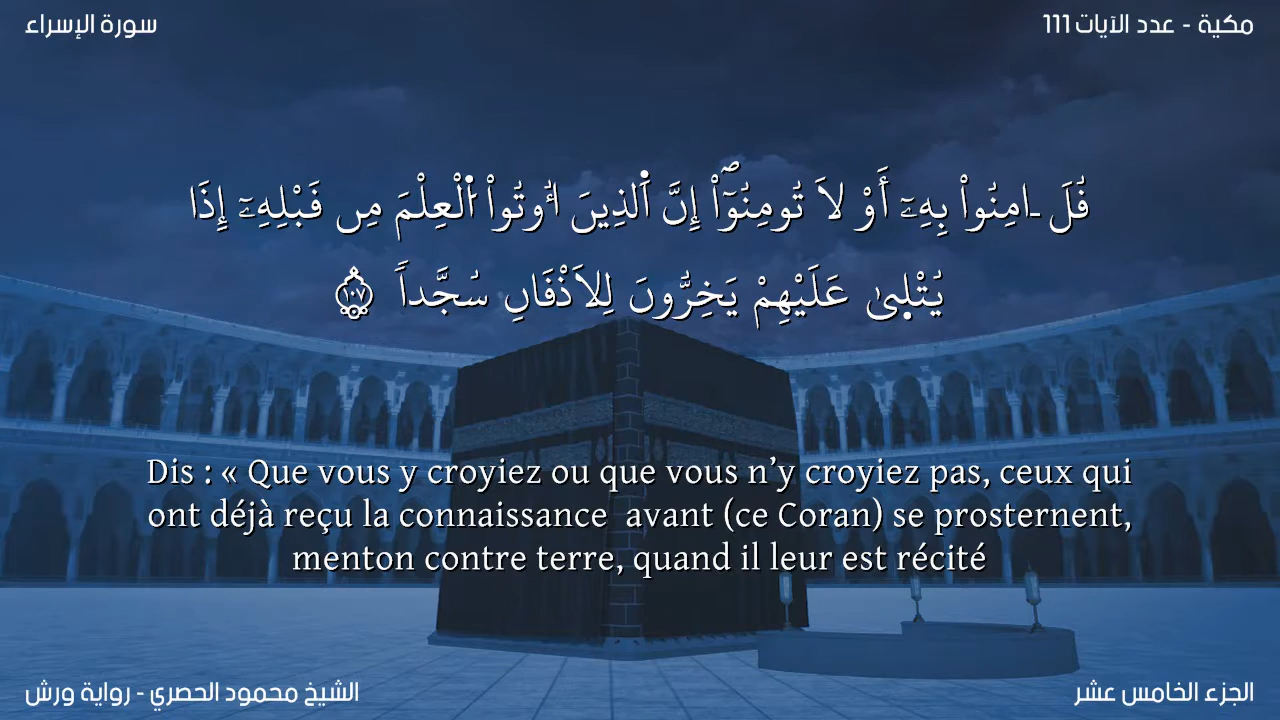 سورة الإسراء
مكية - عدد الآيات 111
قُلَ ـامِنُواْ بِهِۦٓ أَوْ لَا تُومِنُوٓاْۖ إِنَّ اَ۬لذِينَ أُوتُواْ اُ۬لْعِلْمَ مِن قَبْلِهِۦٓ إِذَا
يُتْل۪ىٰ عَلَيْهِمْ يَخِرُّونَ لِلَاذْقَانِ سُجَّداٗ ١٠٧
Dis : « Que vous y croyiez ou que vous n’y croyiez pas, ceux qui
ont déjà reçu la connaissance avant (ce Coran) se prosternent,
menton contre terre, quand il leur est récité
الشيخ محمود الحصري - رواية ورش
الجزء الخامس عشر